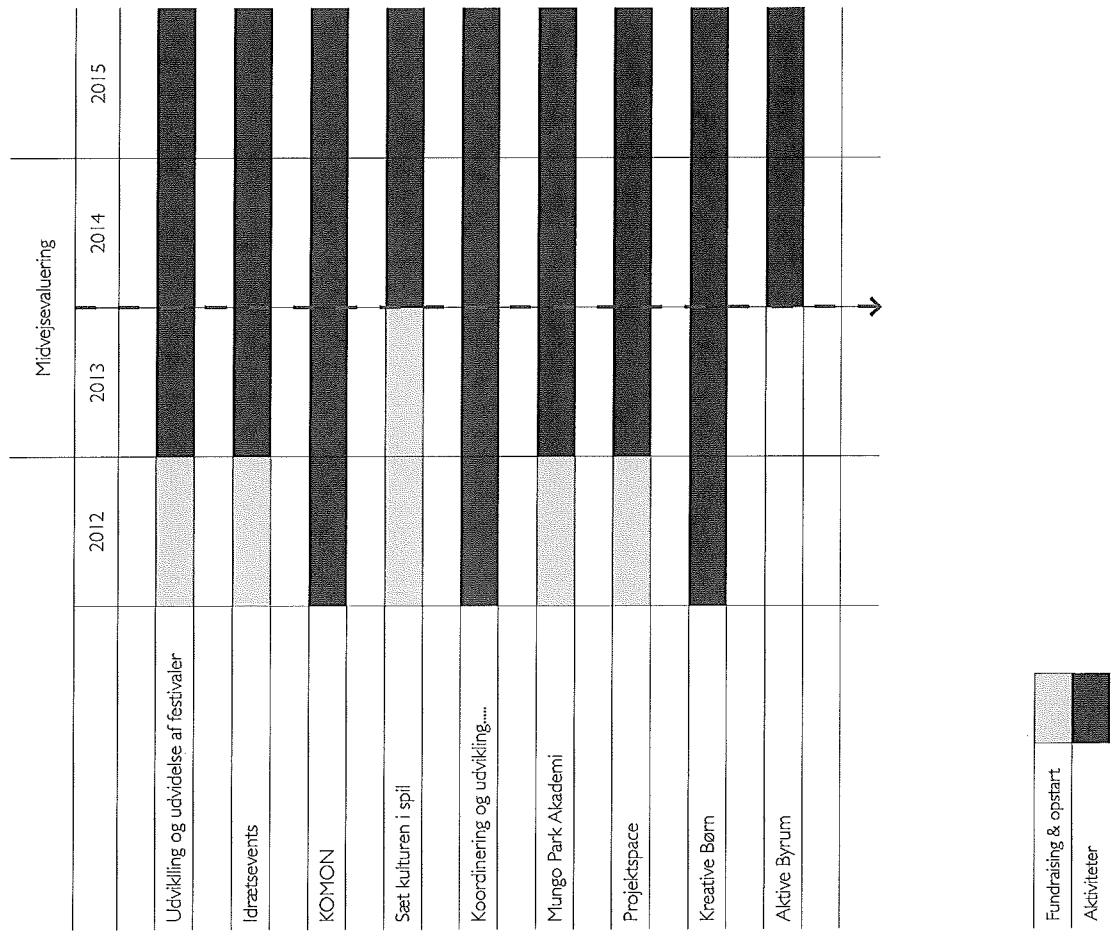 Midvejsevaluering
2012 2013 2014 2015
Udvikling og udvidelse af festivaler
Idrætsevents
KOMON
Sæt kulturen i spil
Koordinering og udvikling.....
Mungo Park Akademi
Projektspace
Kreative Børn
Aktive Byrum
Fundraising & opstart
Aktiviteter